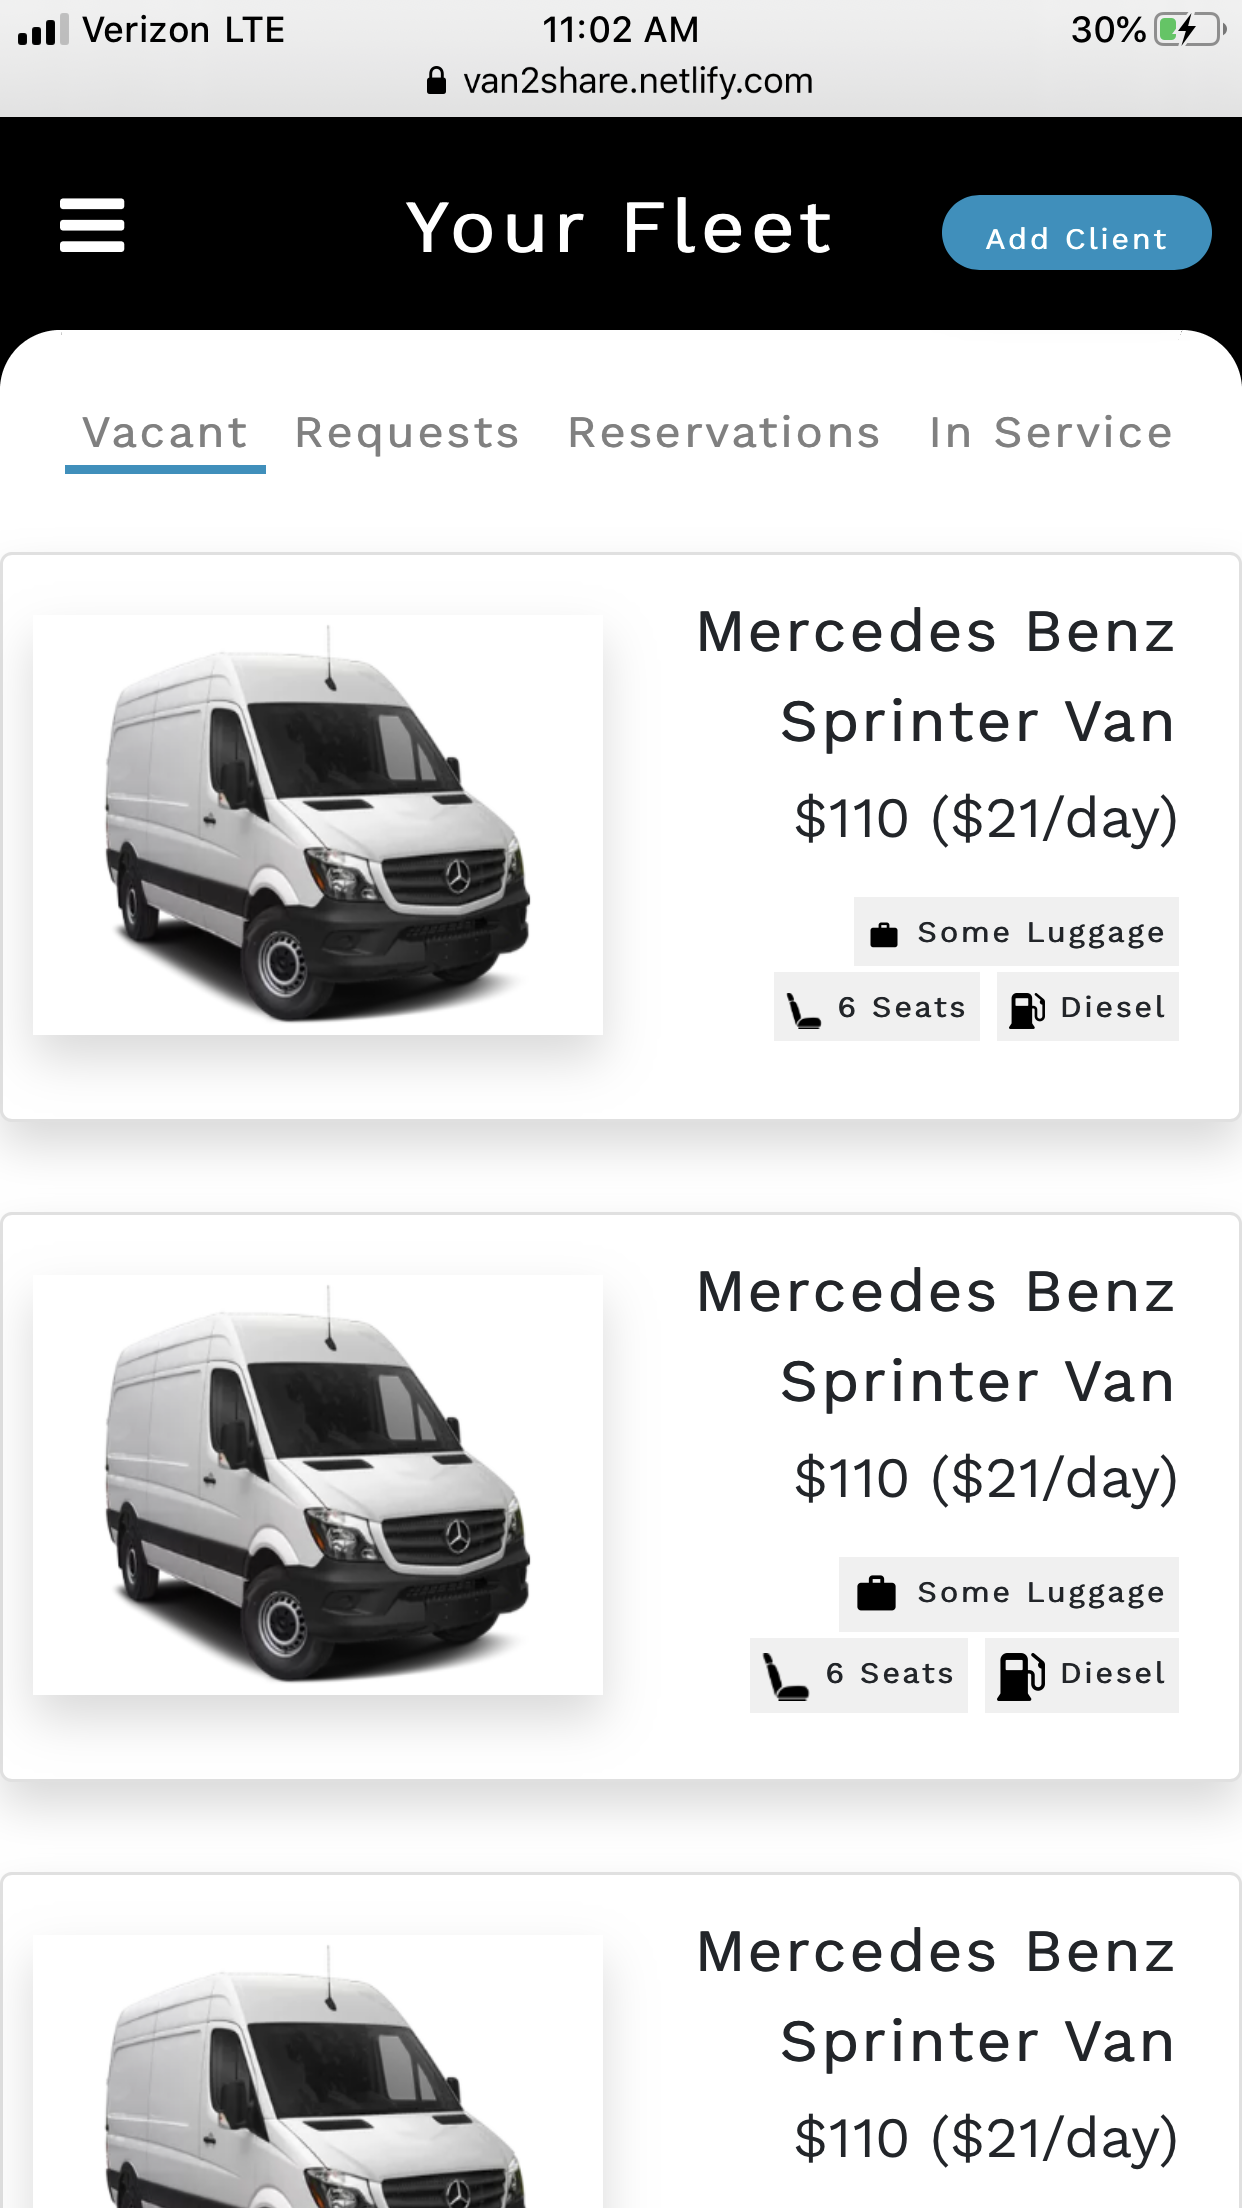 Verizon LTE 11:02 AM 30%
van2share.netlify.com
Your Fleet Add Client
Vacant Requests Reservations In Service
Mercedes Benz
Sprinter Van
$110 ($21/day)
Some Luggage
6 Seats Diesel
Mercedes Benz
Sprinter Van
$110 ($21/day)
Some Luggage
6 Seats Diesel
Mercedes Benz
Sprinter Van
$110 ($21/day)